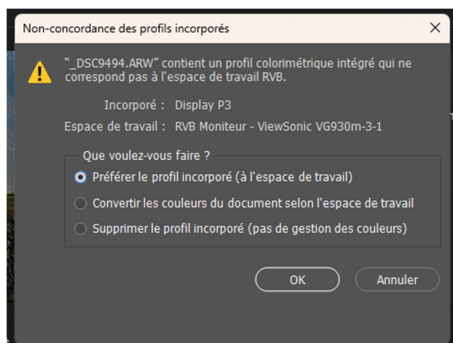 Non-concordance des profils incorporés
“_DSC9494.ARW” contient un profil colorimétrique intégré qui ne
correspond pas à l'espace de travail RVB.
Incorporé : Display P3
Espace de travail : RVB Moniteur - ViewSonic VG930m-3-1
Que voulez-vous faire ?
Préférer le profil incorporé (à l'espace de travail)
Convertir les couleurs du document selon l'espace de travail
Supprimer le profil incorporé (pas de gestion des couleurs)
OK Annuler